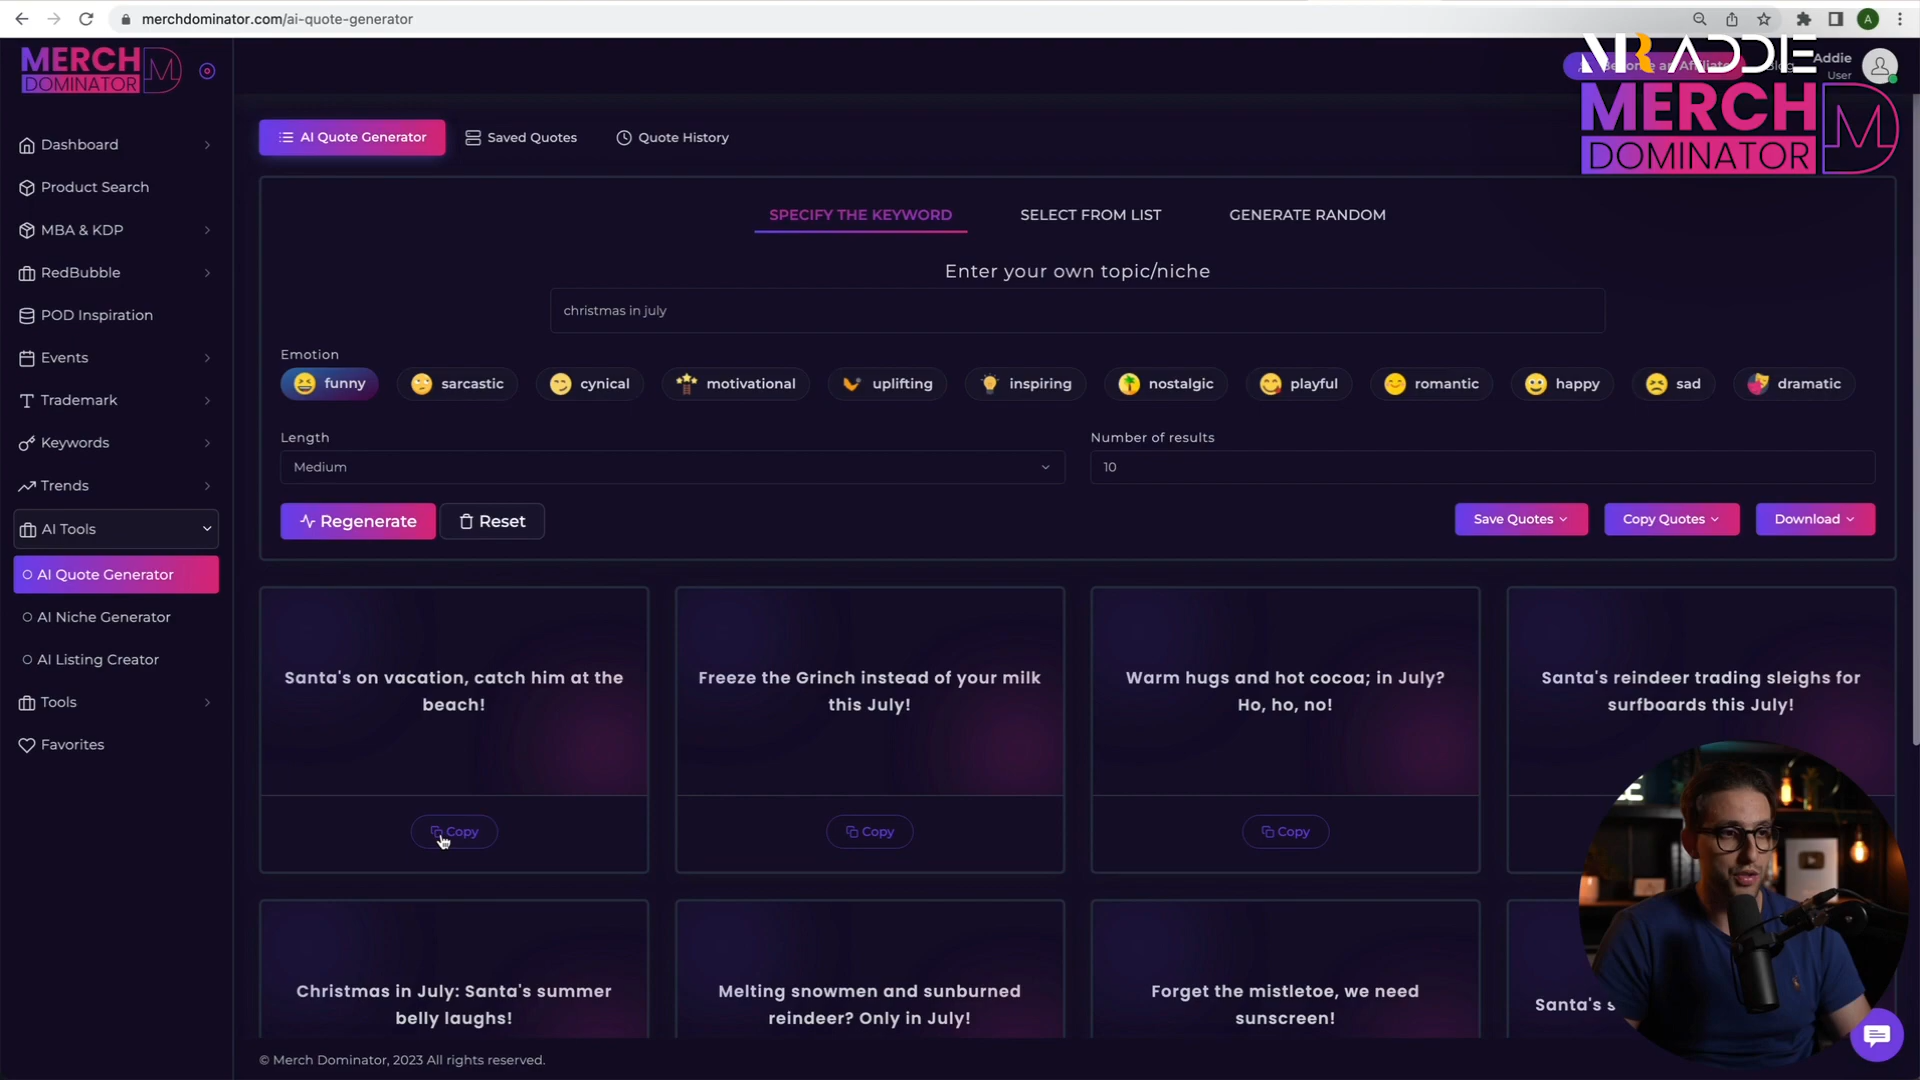 merchdominator.com/ai-quote-generator
A
MERCH
DOMINATOR
MR ADDIE
Addie
User
MERCH
DOMINATOR
Dashboard
Product Search
MBA & KDP
RedBubble
POD Inspiration
Events
Trademark
Keywords
Trends
AI Tools
AI Quote Generator
AI Niche Generator
AI Listing Creator
Tools
Favorites
AI Quote Generator
Saved Quotes
Quote History
SPECIFY THE KEYWORD
SELECT FROM LIST
GENERATE RANDOM
Enter your own topic/niche
christmas in july
Emotion
funny
sarcastic
cynical
motivational
uplifting
inspiring
nostalgic
playful
romantic
happy
sad
dramatic
Length
Number of results
Medium
10
Regenerate
Reset
Save Quotes
Copy Quotes
Download
Santa's on vacation, catch him at the
beach!
Freeze the Grinch instead of your milk
this July!
Warm hugs and hot cocoa; in July?
Ho, ho, no!
Santa's reindeer trading sleighs for
surfboards this July!
Copy
Copy
Copy
Christmas in July: Santa's summer
belly laughs!
Melting snowmen and sunburned
reindeer? Only in July!
Forget the mistletoe, we need
sunscreen!
Santa's
© Merch Dominator, 2023 All rights reserved.